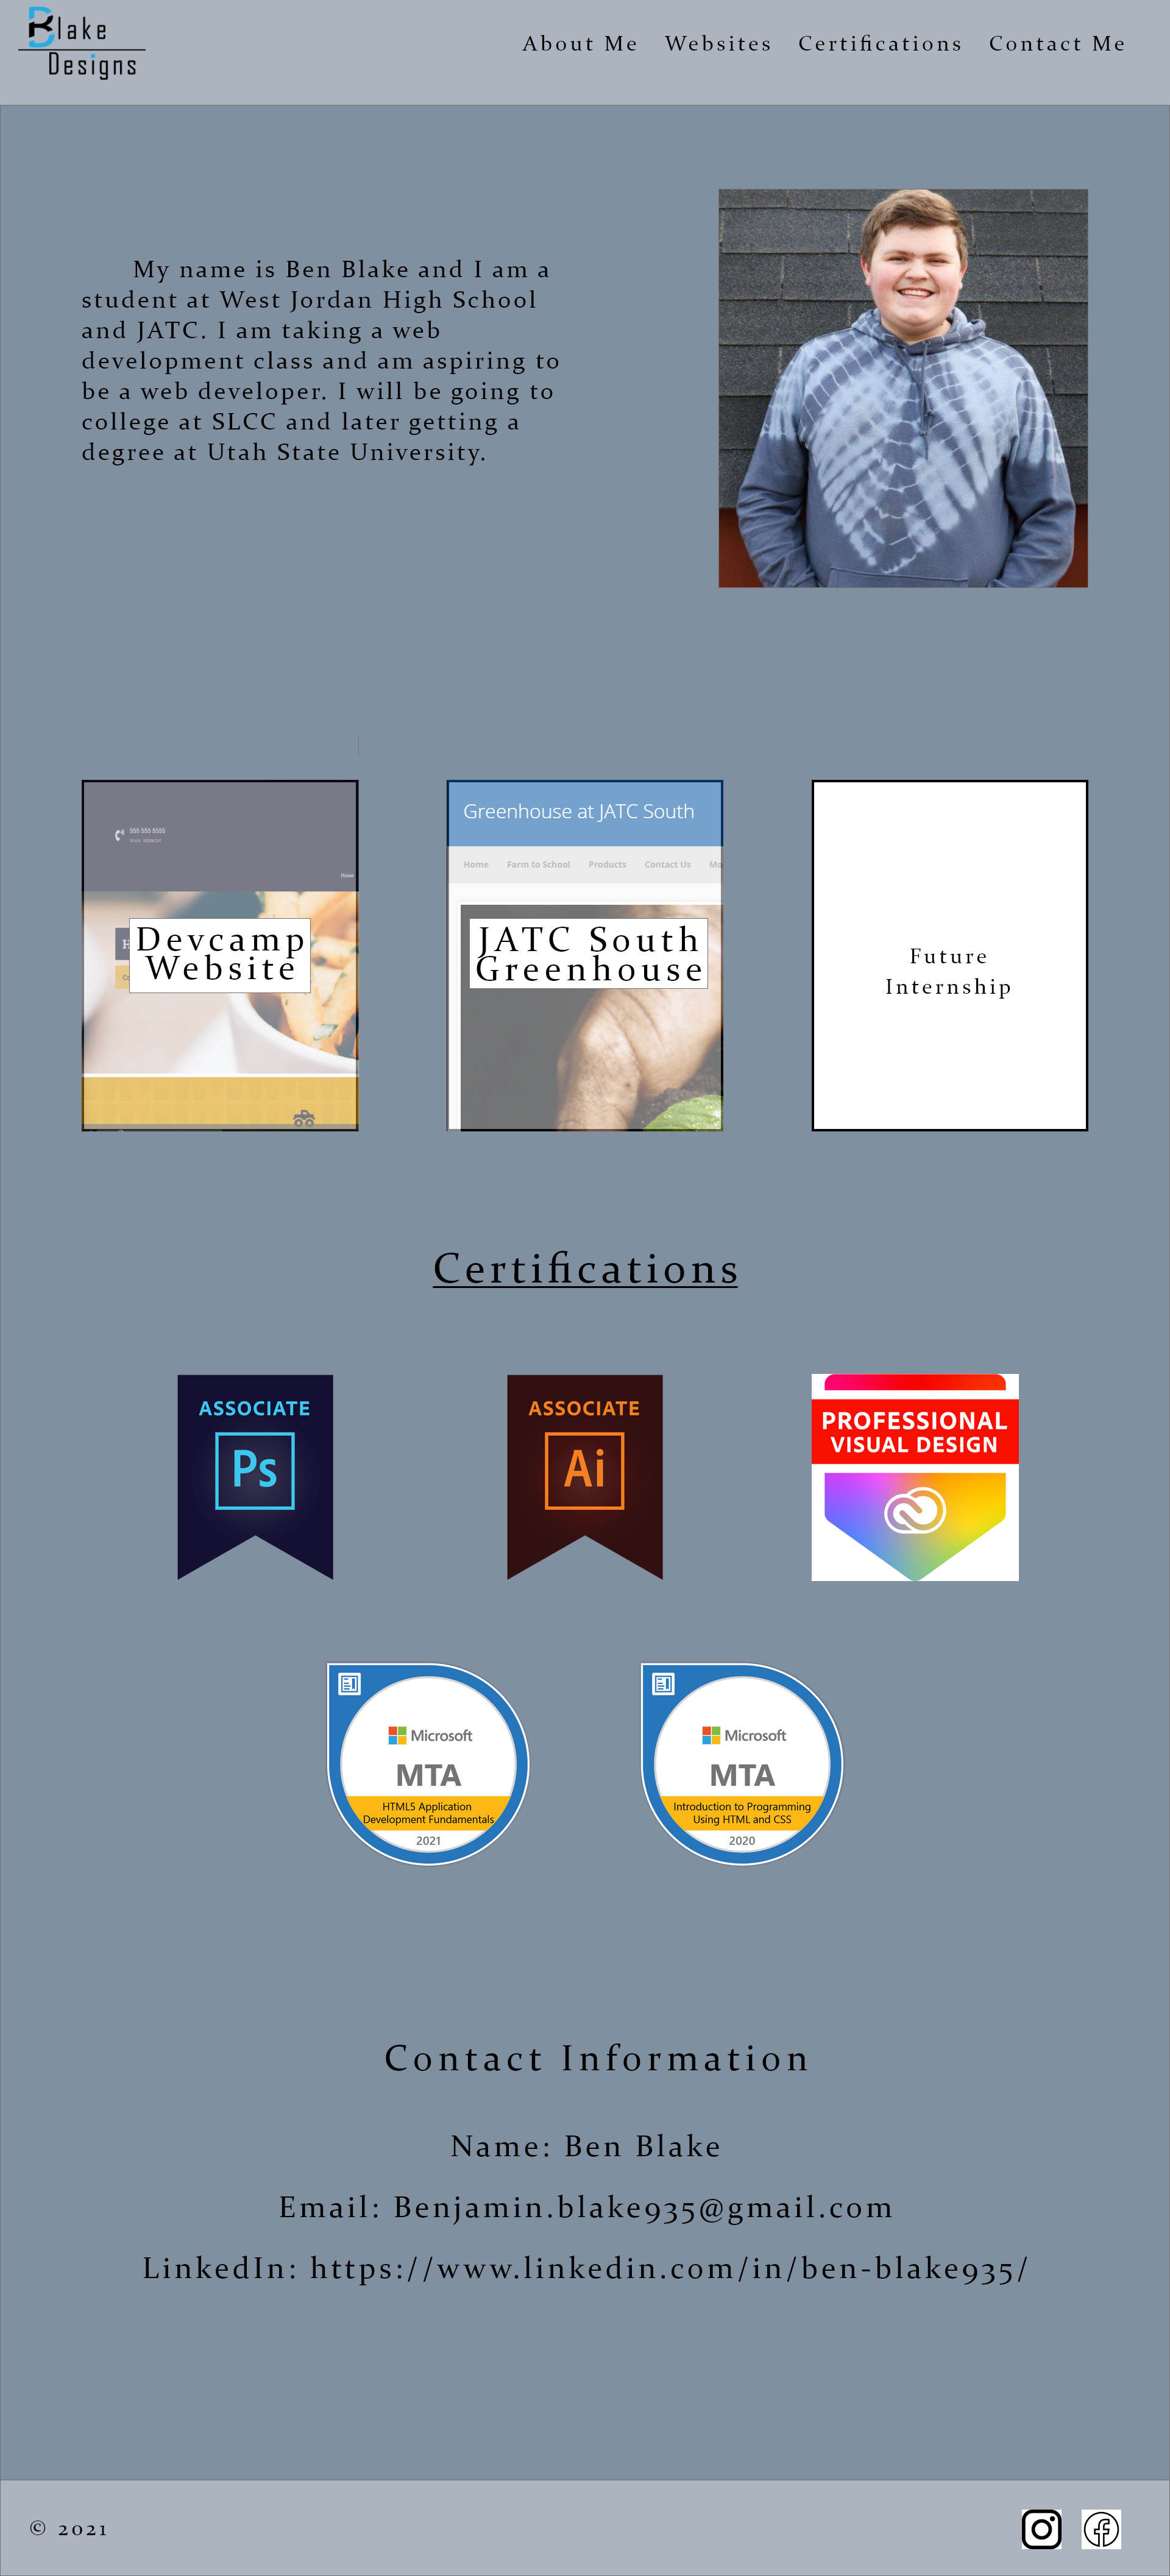 Blake
Designs
About Me Websites Certifications Contact Me
My name is Ben Blake and I am a
student at West Jordan High School
and JATC. I am taking a web
development class and am aspiring to
be a web developer. I will be going to
college at SLCC and later getting a
degree at Utah State University.
555 555 5555
Home
Devcamp
Website
Greenhouse at JATC South
Home Farm to School Products Contact Us Mo
JATC South
Greenhouse
Future
Internship
Certifications
ASSOCIATE
Ps
ASSOCIATE
Ai
PROFESSIONAL
VISUAL DESIGN
Microsoft
MTA
HTML5 Application
Development Fundamentals
2021
Microsoft
MTA
Introduction to Programming
Using HTML and CSS
2020
Contact Information
Name: Ben Blake
Email: Benjamin.blake935@gmail.com
LinkedIn: https://www.linkedin.com/in/ben-blake935/
© 2021